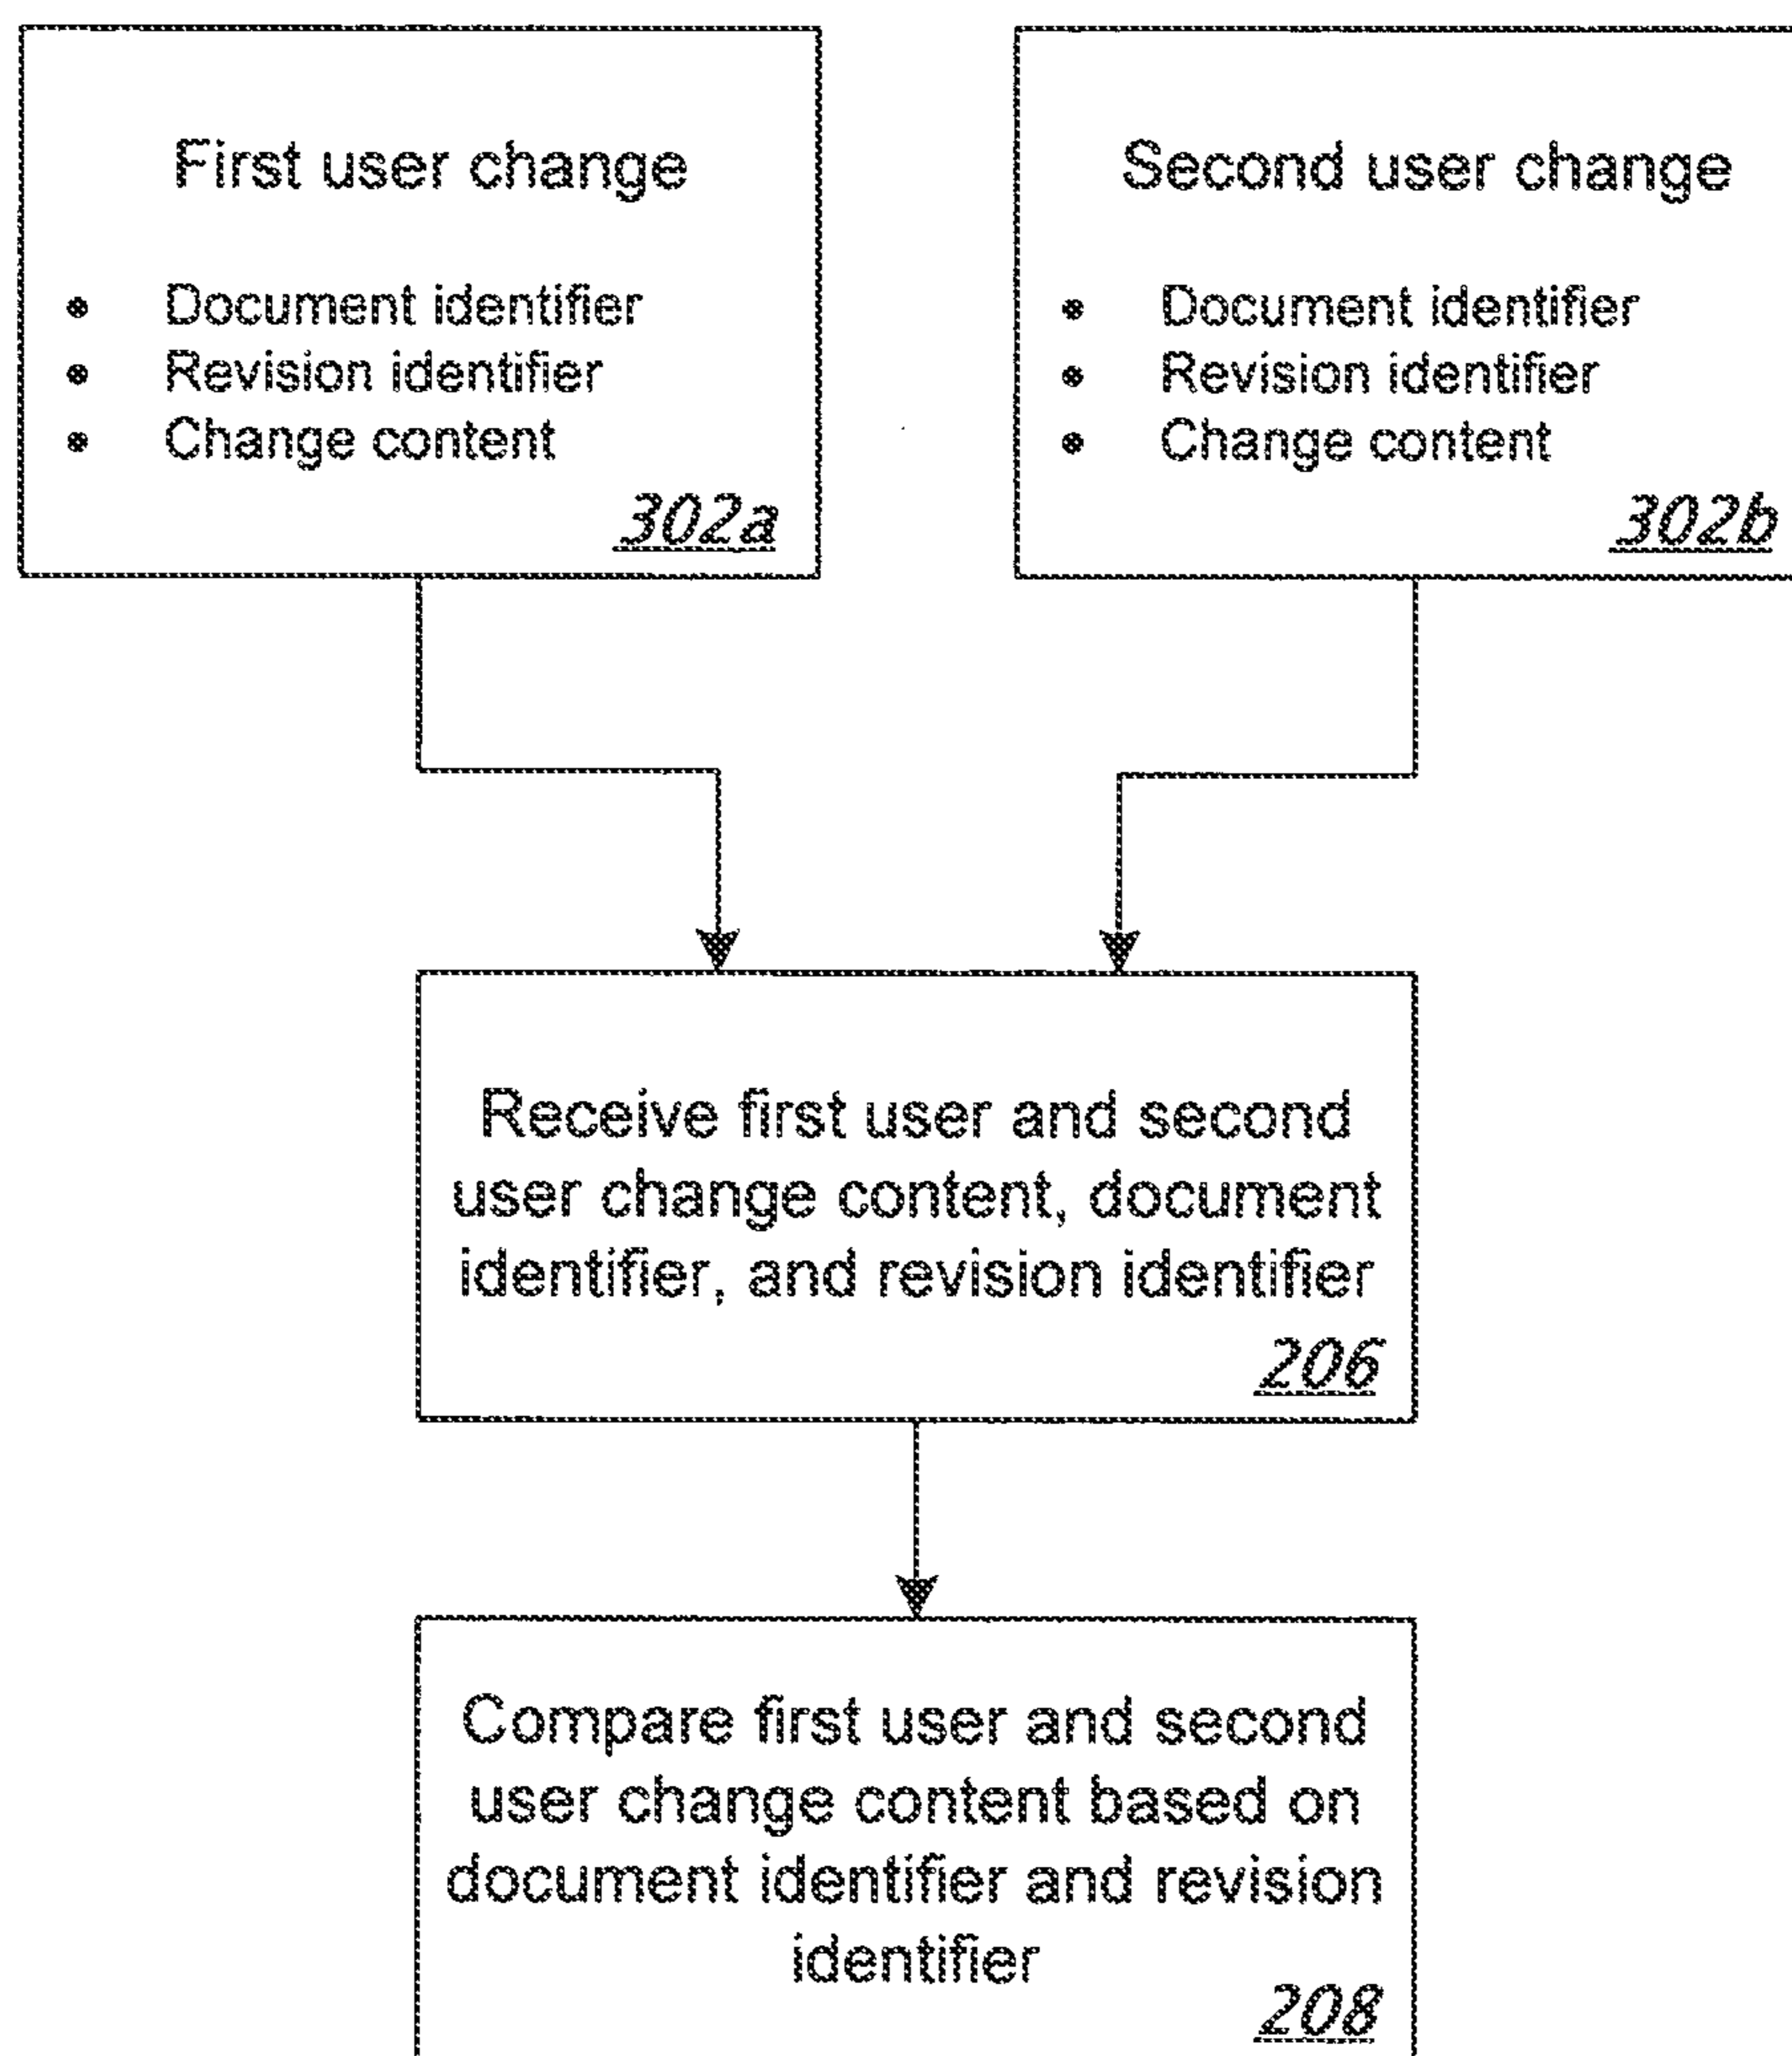 First user change
• Document identifier
• Revision identifier
• Change content
302a
Second user change
• Document identifier
• Revision identifier
• Change content
302b
Receive first user and second
user change content, document
identifier, and revision identifier
206
Compare first user and second
user change content based on
document identifier and revision
identifier
208